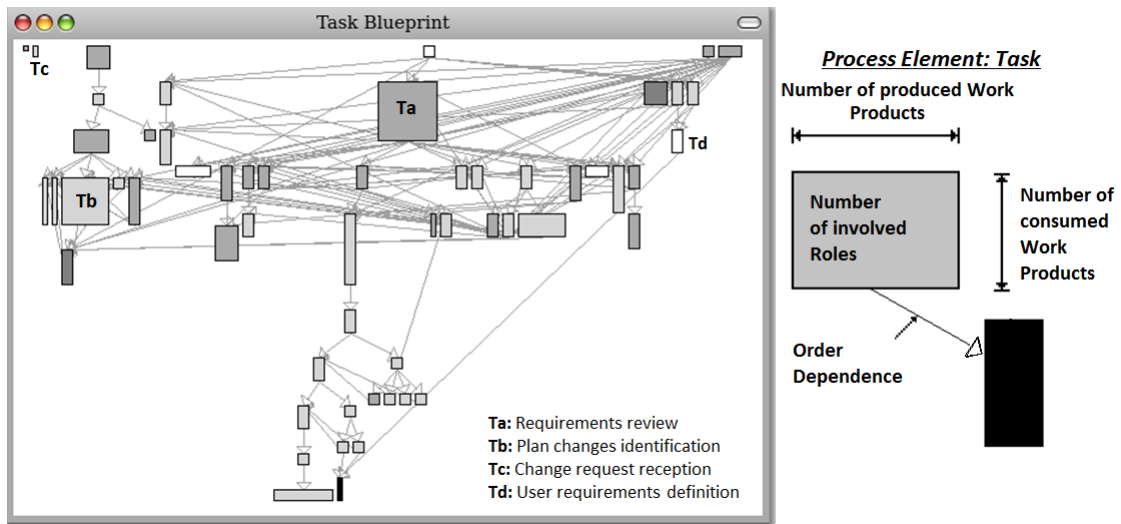 Task Blueprint
Tc
Ta
Td
Tb
Ta: Requirements review
Tb: Plan changes identification
Tc: Change request reception
Td: User requirements definition
Process Element: Task
Number of produced Work
Products
Number
of involved
Roles
Number of
consumed
Work
Products
Order
Dependence